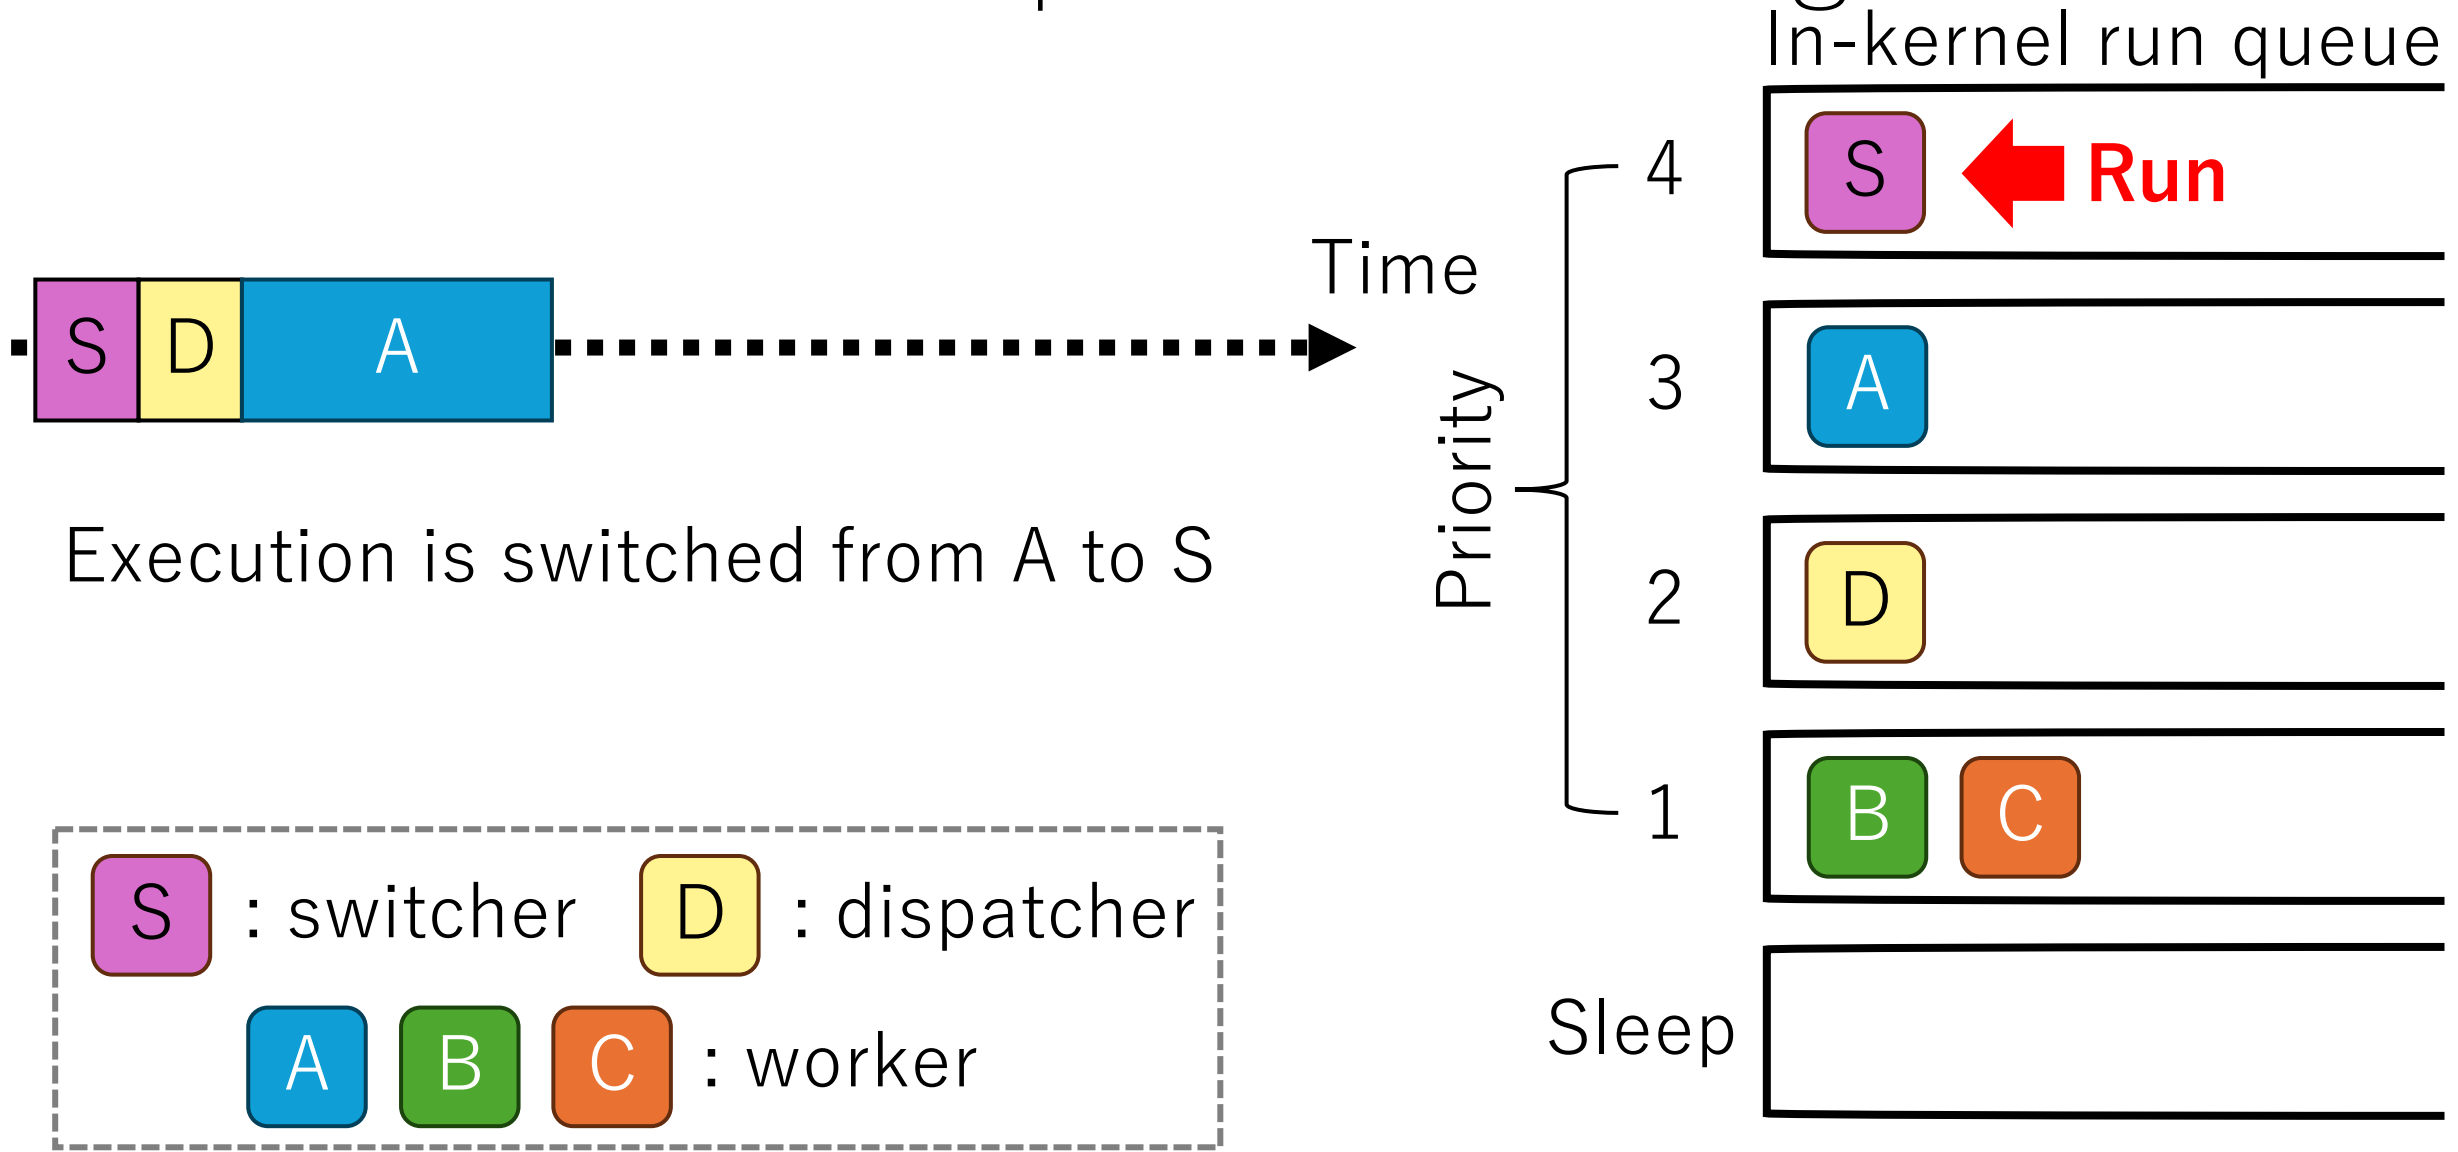 In-kernel run queue
4
S
Run
Time
S D A
3
A
Priority
Execution is switched from A to S
2
D
1
B C
S : switcher D : dispatcher
A B C : worker
Sleep